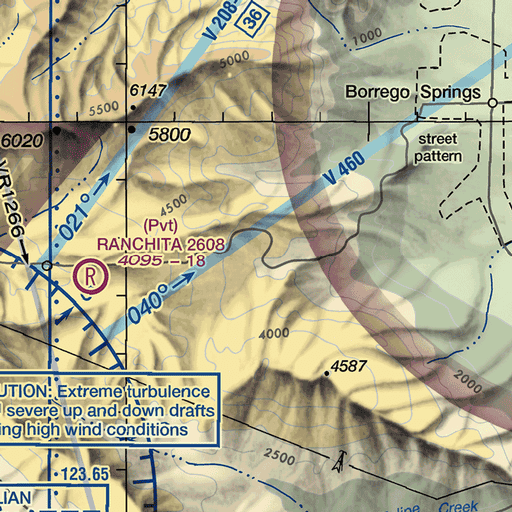 V 208
36
1000
5000
6147
Borrego Springs
5500
6020
5800
street
pattern
VR1266
V 460
4500
021°
(Pvt)
RANCHITA 2608
4095 - 18
R
040°
4000
4587
2000
UTION: Extreme turbulence
severe up and down drafts
ing high wind conditions
2500
123.65
LIAN
Creek